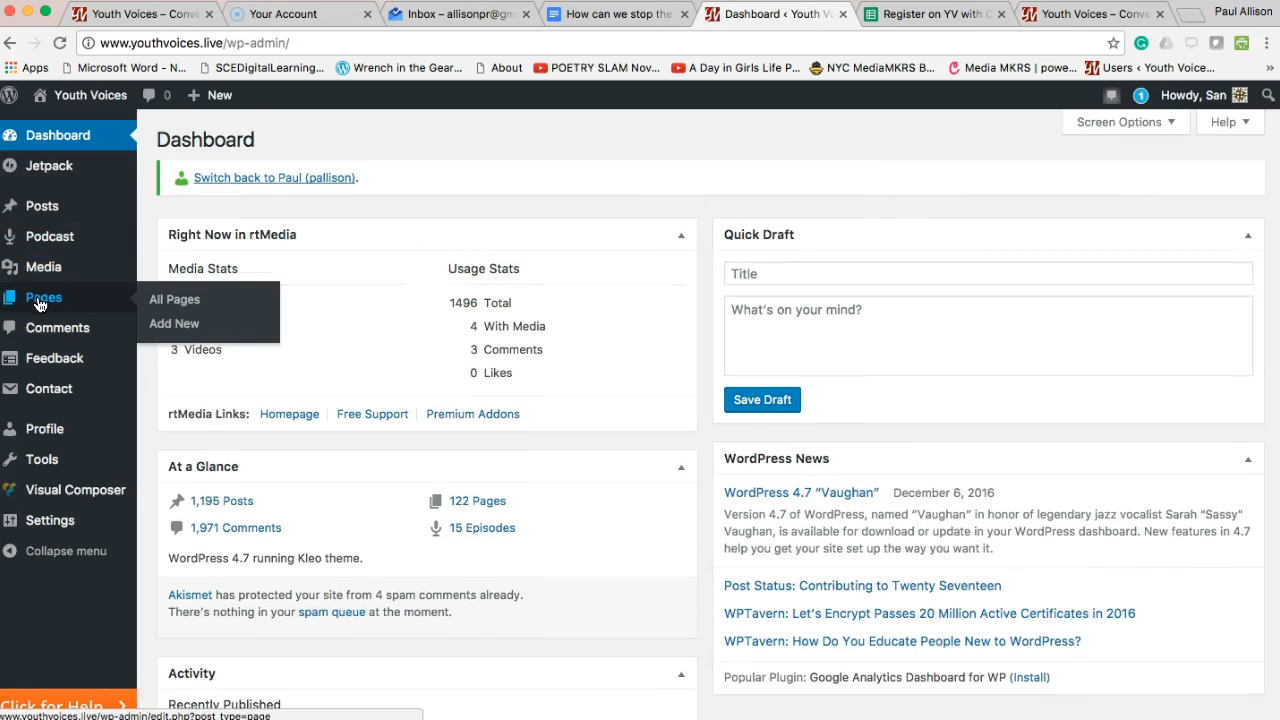 Youth Voices – Conve
Your Account
Inbox – allisonpr@gm
How can we stop the
Dashboard ‹ Youth Vo
Register on YV with C
Youth Voices – Conve
Paul Allison
www.youthvoices.live/wp-admin/
Apps
Microsoft Word - N...
SCEDigitalLearning...
Wrench in the Gear...
About
POETRY SLAM Nov...
A Day in Girls Life P...
NYC MediaMKRS B...
Media MKRS | powe...
Users ‹ Youth Voice...
»
Youth Voices
0
New
1
Howdy, San
Dashboard
Jetpack
Posts
Podcast
Media
Pages
All Pages
Add New
Comments
Feedback
Contact
Profile
Tools
Visual Composer
Settings
Collapse menu
Click for Help
www.youthvoices.live/wp-admin/edit.php?post_type=page
Dashboard
Screen Options
Help
Switch back to Paul (pallison).
Right Now in rtMedia
Media Stats
Usage Stats
1496 Total
4 With Media
3 Videos
3 Comments
0 Likes
rtMedia Links: Homepage | Free Support | Premium Addons
At a Glance
1,195 Posts
122 Pages
1,971 Comments
15 Episodes
WordPress 4.7 running Kleo theme.
Akismet has protected your site from 4 spam comments already.
There's nothing in your spam queue at the moment.
Activity
Recently Published
Quick Draft
Title
What's on your mind?
Save Draft
WordPress News
WordPress 4.7 “Vaughan” December 6, 2016
Version 4.7 of WordPress, named “Vaughan” in honor of legendary jazz vocalist Sarah "Sassy"
Vaughan, is available for download or update in your WordPress dashboard. New features in 4.7
help you get your site set up the way you want it.
Post Status: Contributing to Twenty Seventeen
WPTavern: Let's Encrypt Passes 20 Million Active Certificates in 2016
WPTavern: How Do You Educate People New to WordPress?
Popular Plugin: Google Analytics Dashboard for WP (Install)